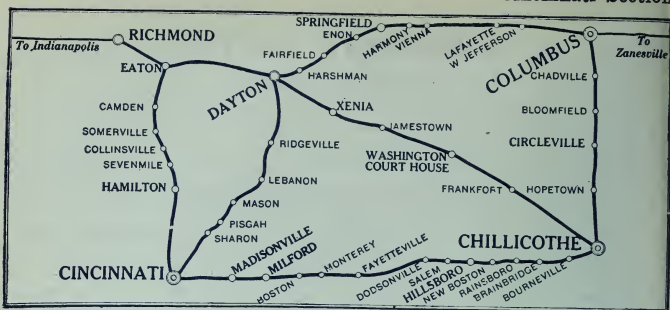 SPRINGFIELD
ENON
HARMONY
VIENNA
LAFAYETTE
W JEFFERSON
COLUMBUS
To
Zanesville
RICHMOND
To Indianapolis
FAIRFIELD
HARSHMAN
EATON
DAYTON
CHADVILLE
CAMDEN
XENIA
BLOOMFIELD
SOMERVILLE
JAMESTOWN
COLLINSVILLE
RIDGEVILLE
CIRCLEVILLE
SEVENMILE
WASHINGTON
COURT HOUSE
HAMILTON
LEBANON
FRANKFORT
HOPETOWN
MASON
PISGAH
SHARON
CHILLICOTHE
CINCINNATI
MADISONVILLE
MILFORD
BOSTON
MONTEREY
FAYETTEVILLE
DODSONVILLE
SALEM
HILLSBORO
NEW BOSTON
RAINSBORO
BRAINBRIDGE
BOURNEVILLE